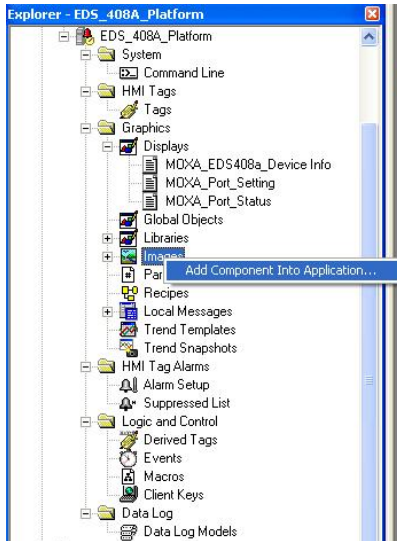 Explorer - EDS_408A_Platform
EDS_408A_Platform
System
Command Line
HMI Tags
Tags
Graphics
Displays
MOXA_EDS408a_Device Info
MOXA_Port_Setting
MOXA_Port_Status
Global Objects
Libraries
Images
Add Component Into Application...
Par
Recipes
Local Messages
Trend Templates
Trend Snapshots
HMI Tag Alarms
Alarm Setup
Suppressed List
Logic and Control
Derived Tags
Events
Macros
Client Keys
Data Log
Data Log Models